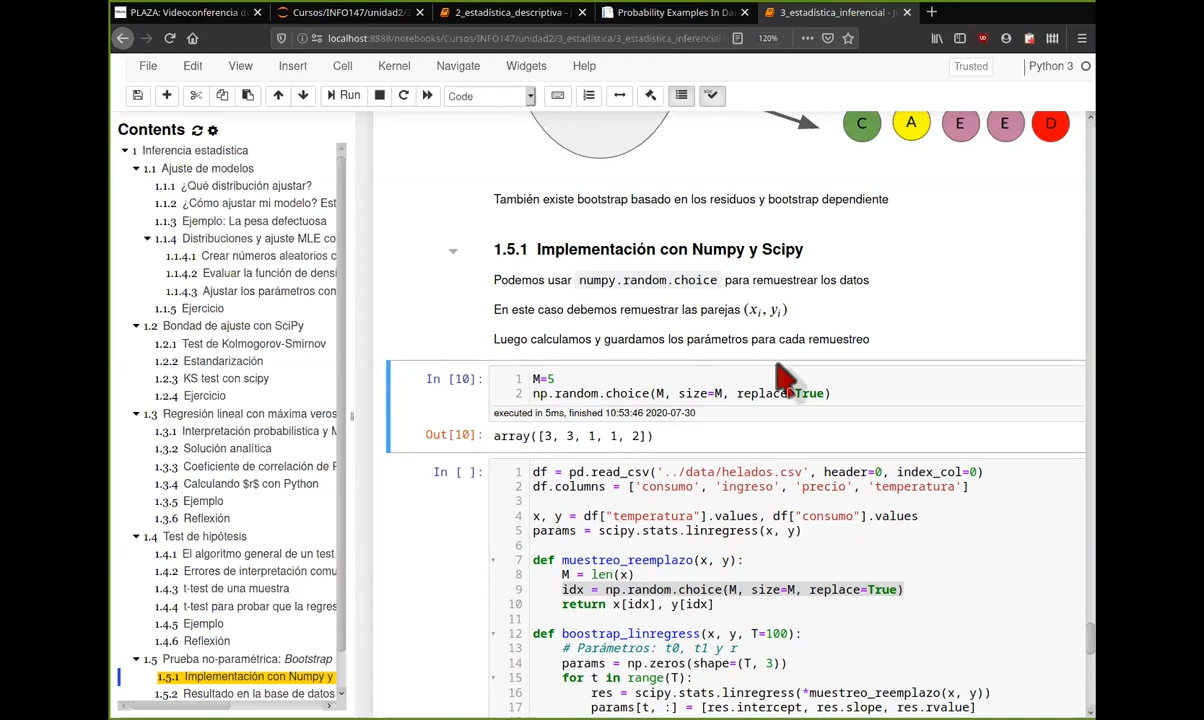 PLAZA: Videoconferencia de
Cursos/INFO147/unidad2/3
2_estadística_descriptiva - J
Probability Examples In Da
3_estadística_inferencial - J
localhost:8888/notebooks/Cursos/INFO147/unidad2/3_estadística/3_estadística_inferencial.
120%
File Edit View Insert Cell Kernel Navigate Widgets Help
Trusted
Python 3
Run
Code
Contents
1 Inferencia estadística
1.1 Ajuste de modelos
1.1.1 ¿Qué distribución ajustar?
1.1.2 ¿Cómo ajustar mi modelo? Est
1.1.3 Ejemplo: La pesa defectuosa
1.1.4 Distribuciones y ajuste MLE co
1.1.4.1 Crear números aleatorios c
1.1.4.2 Evaluar la función de densi
1.1.4.3 Ajustar los parámetros con
1.1.5 Ejercicio
1.2 Bondad de ajuste con SciPy
1.2.1 Test de Kolmogorov-Smirnov
1.2.2 Estandarización
1.2.3 KS test con scipy
1.2.4 Ejercicio
1.3 Regresión lineal con máxima veros
1.3.1 Interpretación probabilistica y M
1.3.2 Solución analítica
1.3.3 Coeficiente de correlación de P
1.3.4 Calculando $r$ con Python
1.3.5 Ejemplo
1.3.6 Reflexión
1.4 Test de hipótesis
1.4.1 El algoritmo general de un test
1.4.2 Errores de interpretación comu
1.4.3 t-test de una muestra
1.4.4 t-test para probar que la regres
1.4.5 Ejemplo
1.4.6 Reflexión
1.5 Prueba no-paramétrica: Bootstrap
1.5.1 Implementación con Numpy y
1.5.2 Resultado en la base de datos
C A E E D
También existe bootstrap basado en los residuos y bootstrap dependiente
1.5.1 Implementación con Numpy y Scipy
Podemos usar numpy.random.choice para remuestrear los datos
En este caso debemos remuestrar las parejas (xi, yi)
Luego calculamos y guardamos los parámetros para cada remuestreo
In [10]:
1 M=5
2 np.random.choice(M, size=M, replace=True)
executed in 5ms, finished 10:53:46 2020-07-30
Out[10]: array([3, 3, 1, 1, 2])
In [ ]:
1 df = pd.read_csv('../data/helados.csv', header=0, index_col=0)
2 df.columns = ['consumo', 'ingreso', 'precio', 'temperatura']
3
4 x, y = df["temperatura"].values, df["consumo"].values
5 params = scipy.stats.linregress(x, y)
6
7 def muestreo_reemplazo(x, y):
8 M = len(x)
9 idx = np.random.choice(M, size=M, replace=True)
10 return x[idx], y[idx]
11
12 def boostrap_linregress(x, y, T=100):
13 # Parámetros: t0, t1 y r
14 params = np.zeros(shape=(T, 3))
15 for t in range(T):
16 res = scipy.stats.linregress(*muestreo_reemplazo(x, y))
17 params[t, :] = [res.intercept, res.slope, res.rvalue]